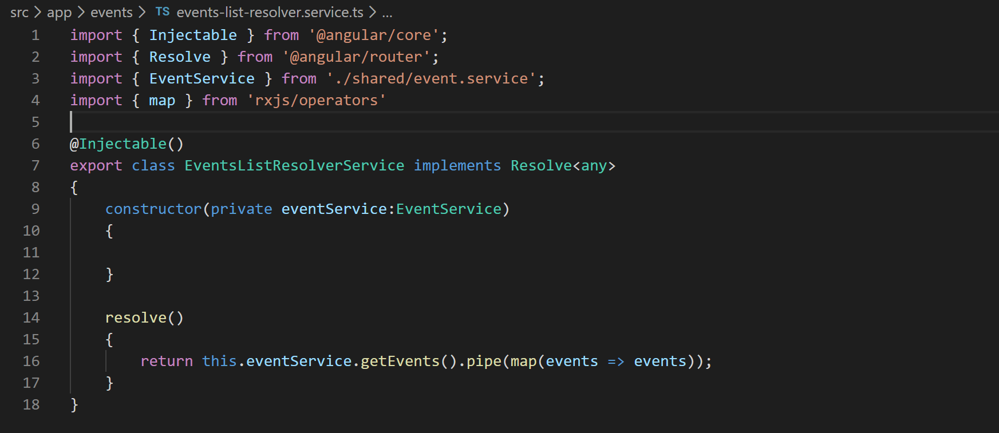 src > app > events > TS events-list-resolver.service.ts > ...
1 import { Injectable } from '@angular/core';
2 import { Resolve } from '@angular/router';
3 import { EventService } from './shared/event.service';
4 import { map } from 'rxjs/operators'
5
6 @Injectable()
7 export class EventsListResolverService implements Resolve<any>
8 {
9     constructor(private eventService:EventService)
10     {
11
12     }
13
14     resolve()
15     {
16         return this.eventService.getEvents().pipe(map(events => events));
17     }
18 }